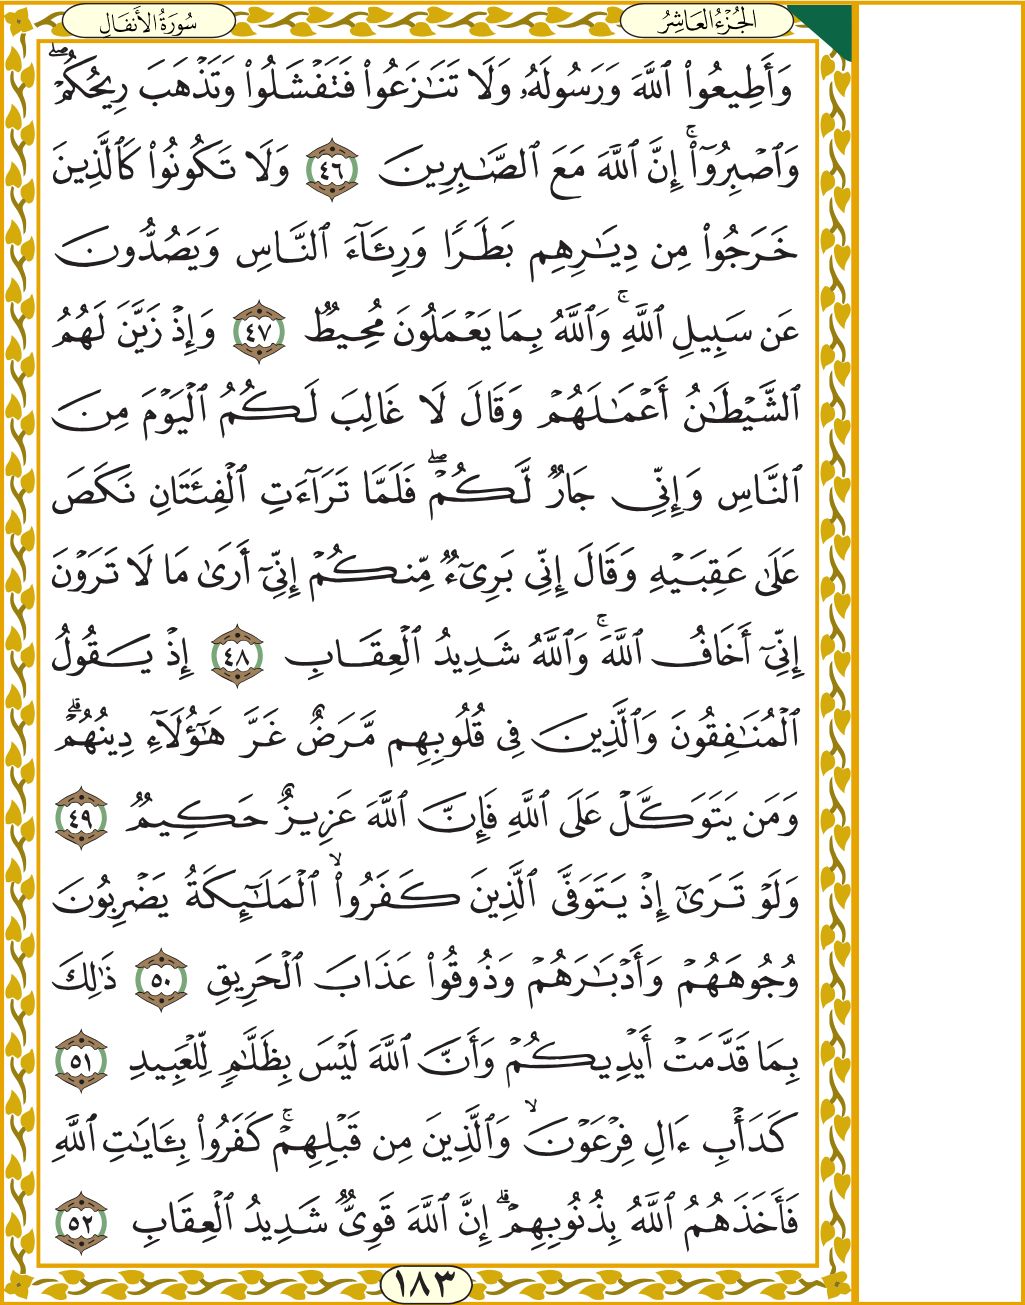 الجُزْءُ العَاشِرُ
سُورَةُ الأَنفَالِ
وَأَطِيعُوا۟ ٱللَّهَ وَرَسُولَهُۥ وَلَا تَنَـٰزَعُوا۟ فَتَفْشَلُوا۟ وَتَذْهَبَ رِيحُكُمْ ۖ
وَٱصْبِرُوٓا۟ ۚ إِنَّ ٱللَّهَ مَعَ ٱلصَّـٰبِرِينَ ٤٦ وَلَا تَكُونُوا۟ كَٱلَّذِينَ
خَرَجُوا۟ مِن دِيَـٰرِهِم بَطَرًا وَرِئَآءَ ٱلنَّاسِ وَيَصُدُّونَ
عَن سَبِيلِ ٱللَّهِ ۚ وَٱللَّهُ بِمَا يَعْمَلُونَ مُحِيطٌ ٤٧ وَإِذْ زَيَّنَ لَهُمُ
ٱلشَّيْطَـٰنُ أَعْمَـٰلَهُمْ وَقَالَ لَا غَالِبَ لَكُمُ ٱلْيَوْمَ مِنَ
ٱلنَّاسِ وَإِنِّى جَارٌ لَّكُمْ ۖ فَلَمَّا تَرَآءَتِ ٱلْفِئَتَانِ نَكَصَ
عَلَىٰ عَقِبَيْهِ وَقَالَ إِنِّى بَرِىٓءٌ مِّنكُمْ إِنِّىٓ أَرَىٰ مَا لَا تَرَوْنَ
إِنِّىٓ أَخَافُ ٱللَّهَ ۚ وَٱللَّهُ شَدِيدُ ٱلْعِقَابِ ٤٨ إِذْ يَقُولُ
ٱلْمُنَـٰفِقُونَ وَٱلَّذِينَ فِى قُلُوبِهِم مَّرَضٌ غَرَّ هَـٰٓؤُلَآءِ دِينُهُمْ ۗ
وَمَن يَتَوَكَّلْ عَلَى ٱللَّهِ فَإِنَّ ٱللَّهَ عَزِيزٌ حَكِيمٌ ٤٩
وَلَوْ تَرَىٰٓ إِذْ يَتَوَفَّى ٱلَّذِينَ كَفَرُوا۟ ۙ ٱلْمَلَـٰٓئِكَةُ يَضْرِبُونَ
وُجُوهَهُمْ وَأَدْبَـٰرَهُمْ وَذُوقُوا۟ عَذَابَ ٱلْحَرِيقِ ٥٠ ذَٰلِكَ
بِمَا قَدَّمَتْ أَيْدِيكُمْ وَأَنَّ ٱللَّهَ لَيْسَ بِظَلَّـٰمٍ لِّلْعَبِيدِ ٥١
كَدَأْبِ ءَالِ فِرْعَوْنَ ۙ وَٱلَّذِينَ مِن قَبْلِهِمْ ۚ كَفَرُوا۟ بِـَٔايَـٰتِ ٱللَّهِ
فَأَخَذَهُمُ ٱللَّهُ بِذُنُوبِهِمْ ۗ إِنَّ ٱللَّهَ قَوِىٌّ شَدِيدُ ٱلْعِقَابِ ٥٢
١٨٣